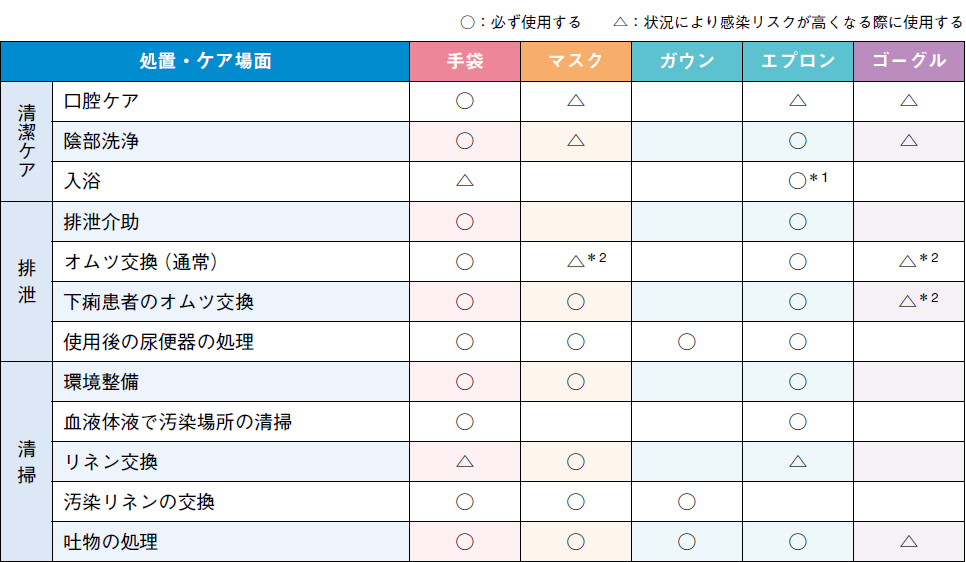 ○：必ず使用する　△：状況により感染リスクが高くなる際に使用する
処置・ケア場面 手袋 マスク ガウン エプロン ゴーグル
清潔ケア
口腔ケア ○ △ △ △
陰部洗浄 ○ △ ○ △
入浴 △ ○＊1
排泄
排泄介助 ○ ○
オムツ交換（通常） ○ △＊2 ○ △＊2
下痢患者のオムツ交換 ○ ○ ○ △＊2
使用後の尿便器の処理 ○ ○ ○ ○
清掃
環境整備 ○ ○ ○
血液体液で汚染場所の清掃 ○ ○
リネン交換 △ ○ △
汚染リネンの交換 ○ ○ ○
吐物の処理 ○ ○ ○ ○ △